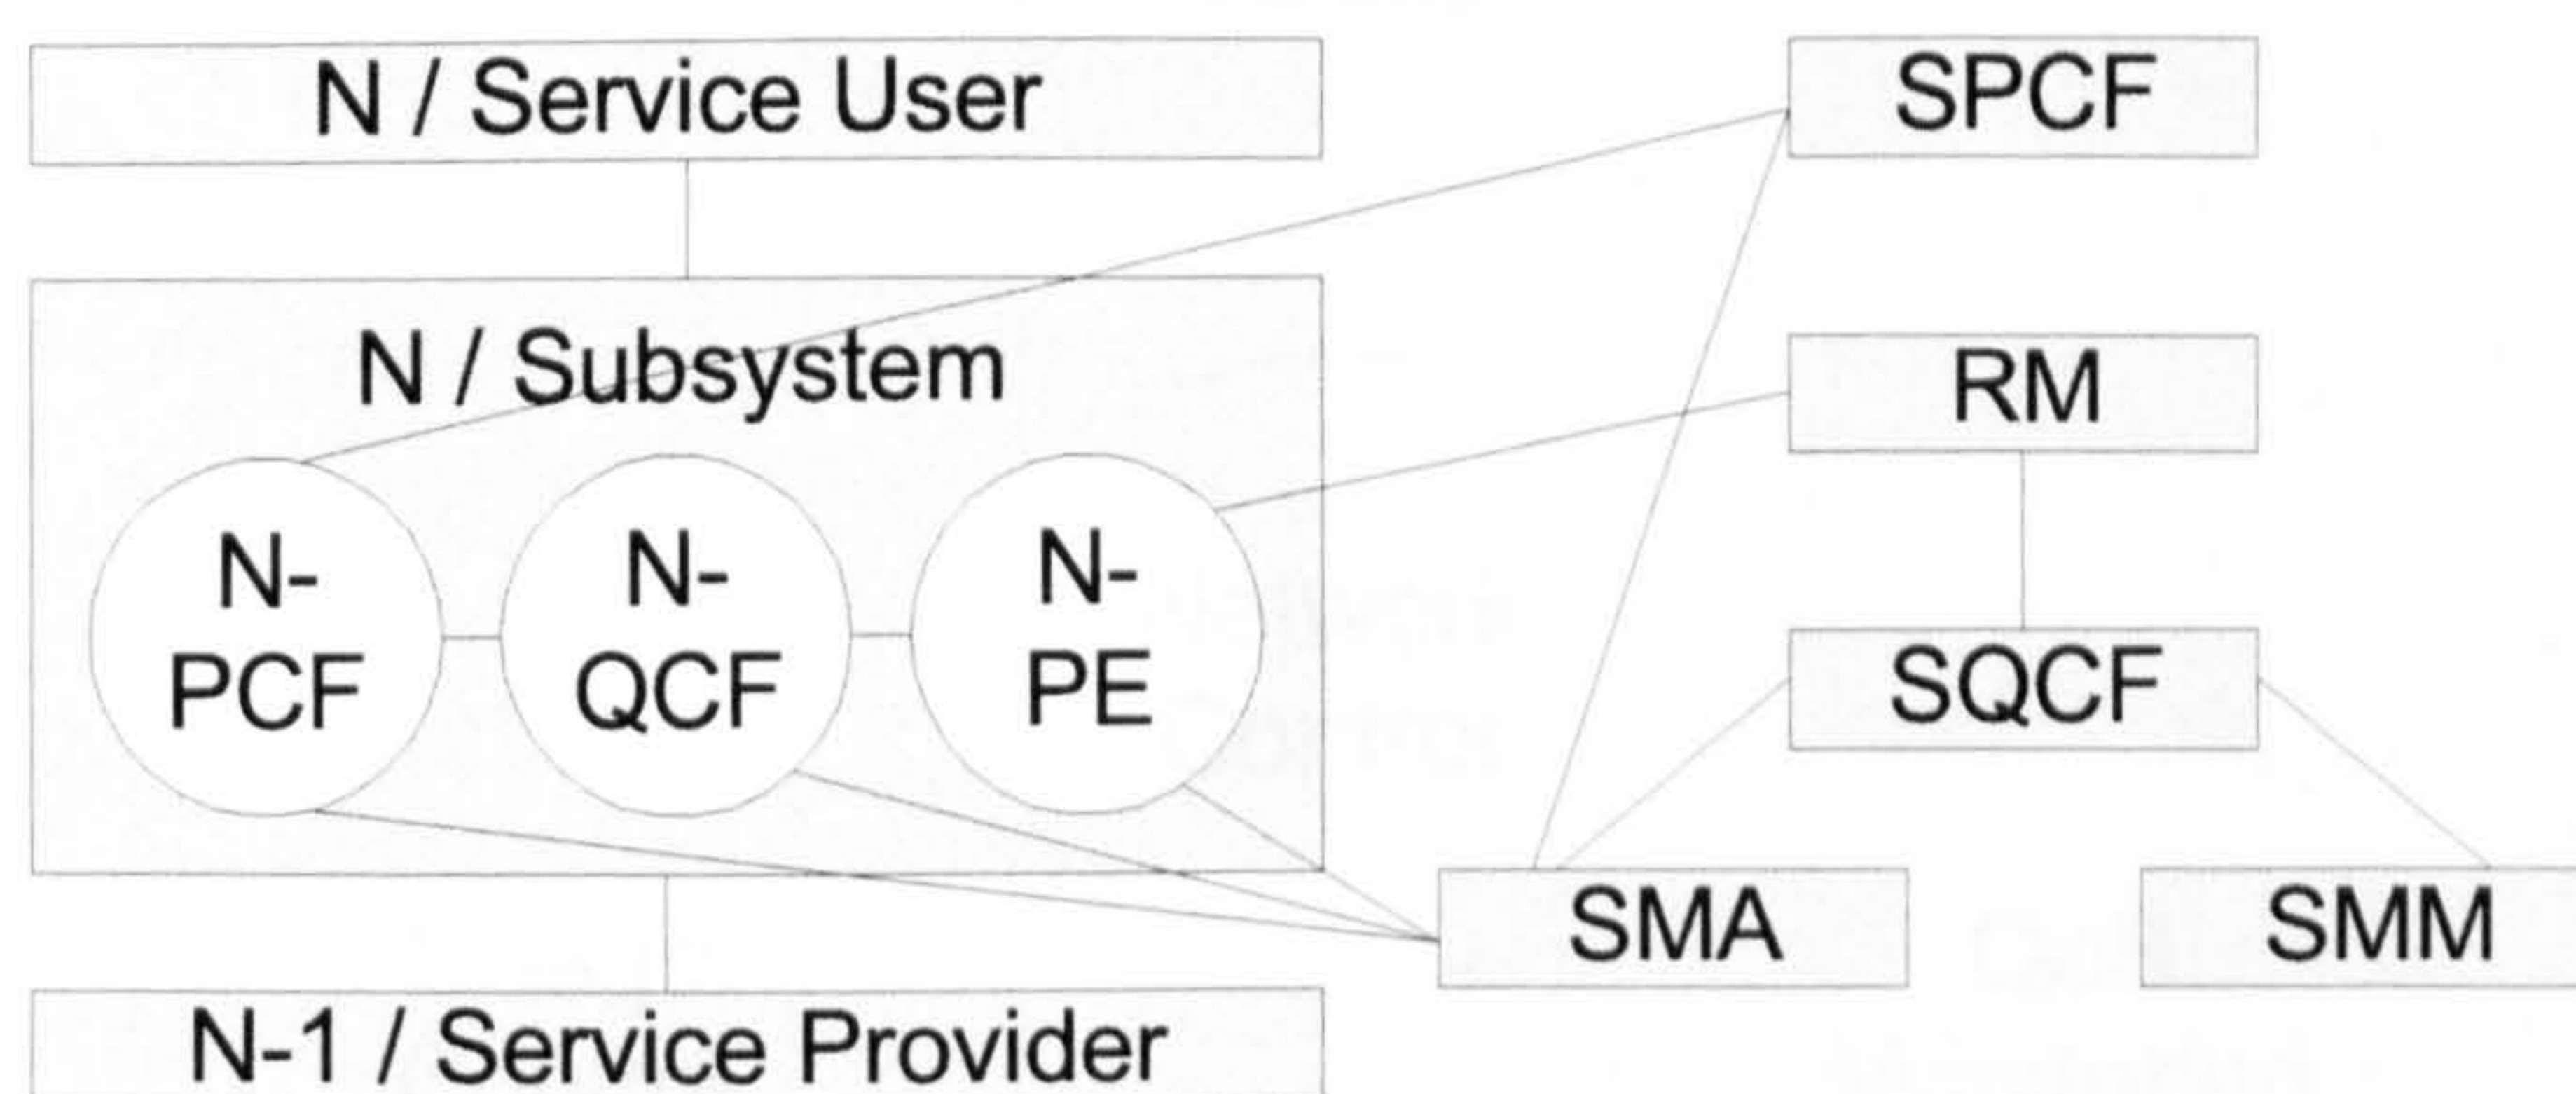 N / Service User
SPCF
N / Subsystem
RM
N-
PCF
N-
QCF
N-
PE
SQCF
SMA
SMM
N-1 / Service Provider